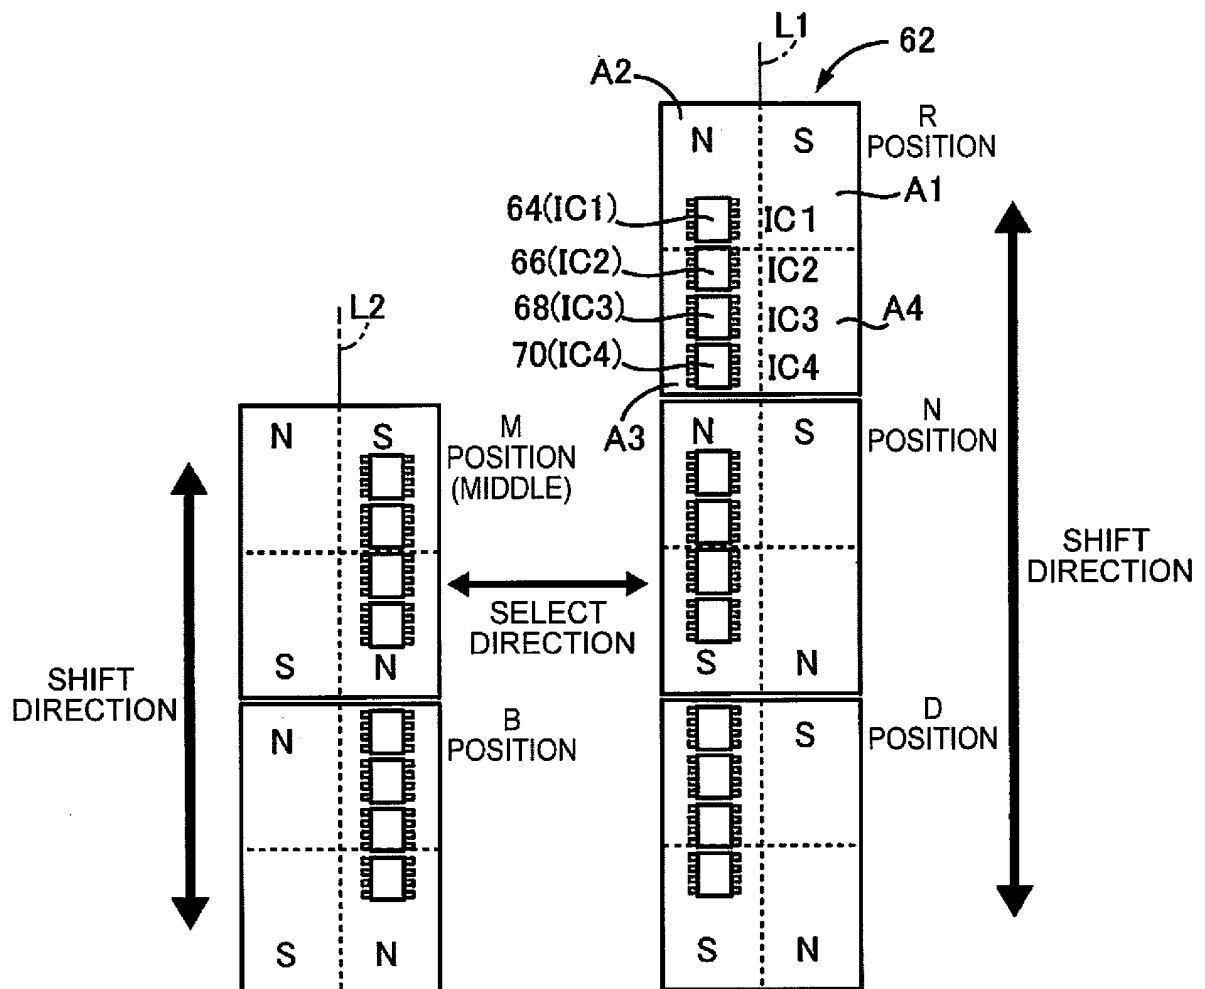 L1
62
A2
R
POSITION
N
S
A1
64(IC1)
IC1
66(IC2)
IC2
68(IC3)
IC3
A4
70(IC4)
IC4
L2
A3
N
S
N
POSITION
N
S
M
POSITION
(MIDDLE)
SHIFT
DIRECTION
SELECT
DIRECTION
S
N
S
N
SHIFT
DIRECTION
N
B
POSITION
S
D
POSITION
S
N
S
N